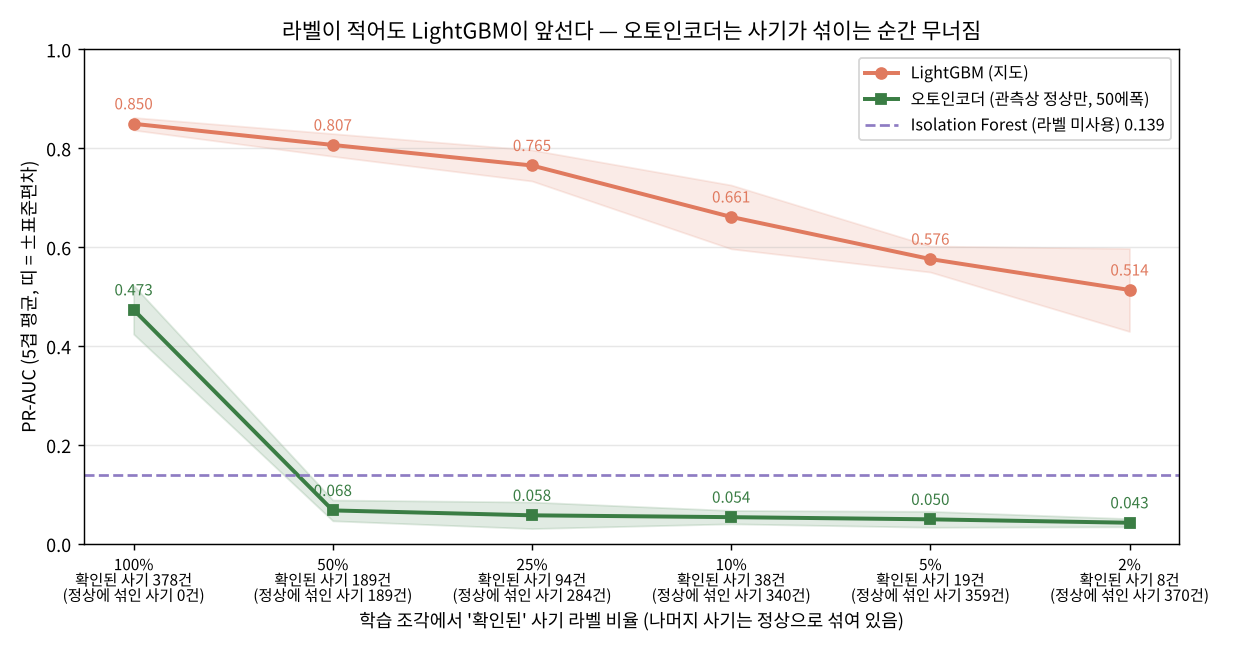 라벨이 적어도 LightGBM이 앞선다 — 오토인코더는 사기가 섞이는 순간 무너짐
PR-AUC (5겹 평균, 띠 = ±표준편차)
1.0
0.8
0.6
0.4
0.2
0.0
LightGBM (지도)
오토인코더 (관측상 정상만, 50에폭)
Isolation Forest (라벨 미사용) 0.139
0.850
0.807
0.765
0.661
0.576
0.514
0.473
0.068
0.058
0.054
0.050
0.043
100%
확인된 사기 378건
(정상에 섞인 사기 0건)
50%
확인된 사기 189건
(정상에 섞인 사기 189건)
25%
확인된 사기 94건
(정상에 섞인 사기 284건)
10%
확인된 사기 38건
(정상에 섞인 사기 340건)
5%
확인된 사기 19건
(정상에 섞인 사기 359건)
2%
확인된 사기 8건
(정상에 섞인 사기 370건)
학습 조각에서 '확인된' 사기 라벨 비율 (나머지 사기는 정상으로 섞여 있음)